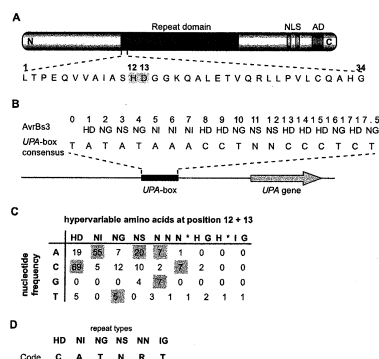 A
Repeat domain NLS AD
N C
1 12 13 34
L T P E Q V V A I A S H D G G K Q A L E T V Q R L L P V L C Q A H G
B
0 1 2 3 4 5 6 7 8 9 10 11 12 13 14 15 16 17 17.5
AvrBs3 HD NG NS NG NI NI NI HD HD NG NS NS HD HD HD NG HD NG
UPA-box consensus T A T A T A A A C C T N N C C C T C T
UPA-box UPA gene
C
hypervariable amino acids at position 12 + 13
HD NI NG NS N N N * H G H * I G
nucleotide frequency
A 19 55 7 20 7 1 0 0 0
C 69 5 12 10 2 7 2 0 0
G 0 0 0 4 7 0 0 0 0
T 5 0 0 3 1 1 2 1 1
D
repeat types
HD NI NG NS NN IG
Code C A T N R T